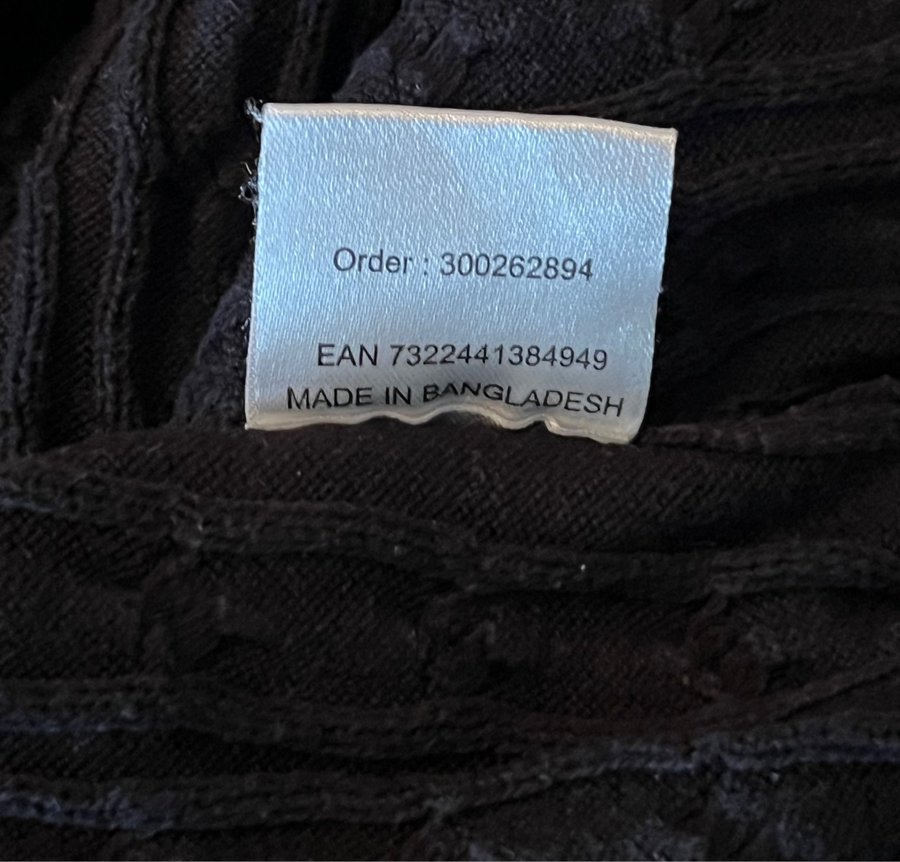 Order : 300262894
EAN 7322441384949
MADE IN BANGLADESH